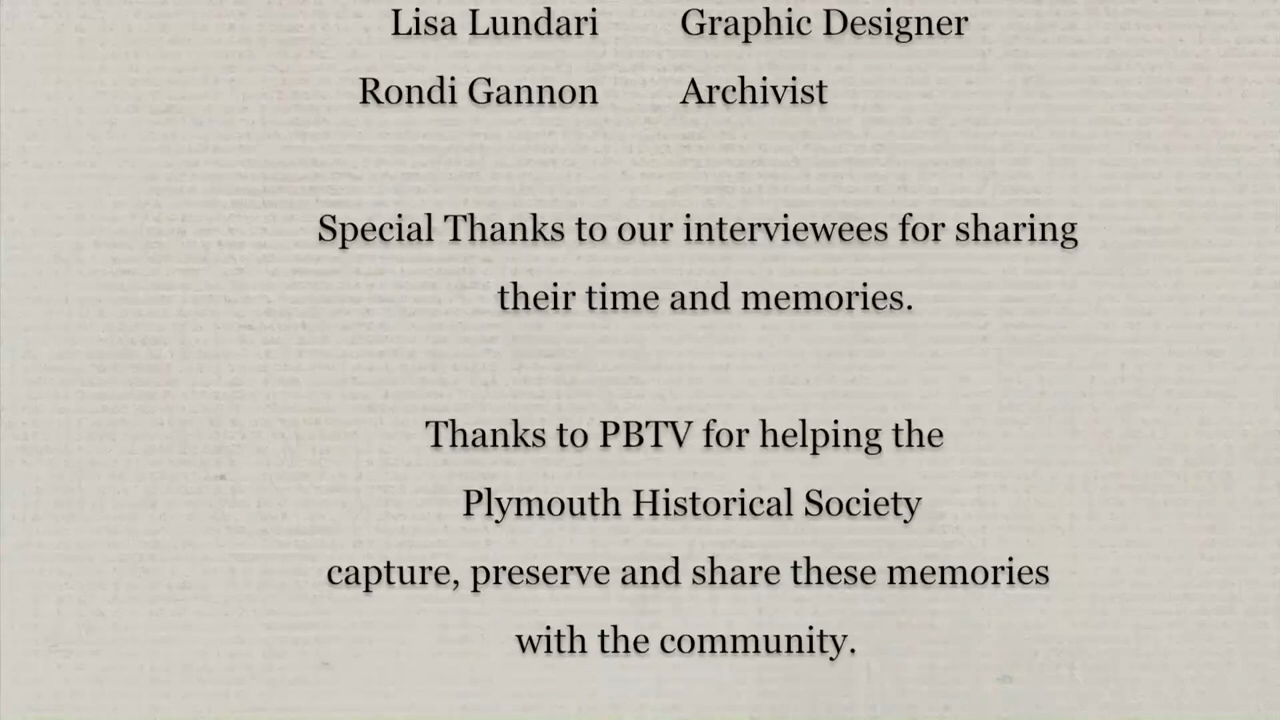 Lisa Lundari Graphic Designer
Rondi Gannon Archivist
Special Thanks to our interviewees for sharing
their time and memories.
Thanks to PBTV for helping the
Plymouth Historical Society
capture, preserve and share these memories
with the community.